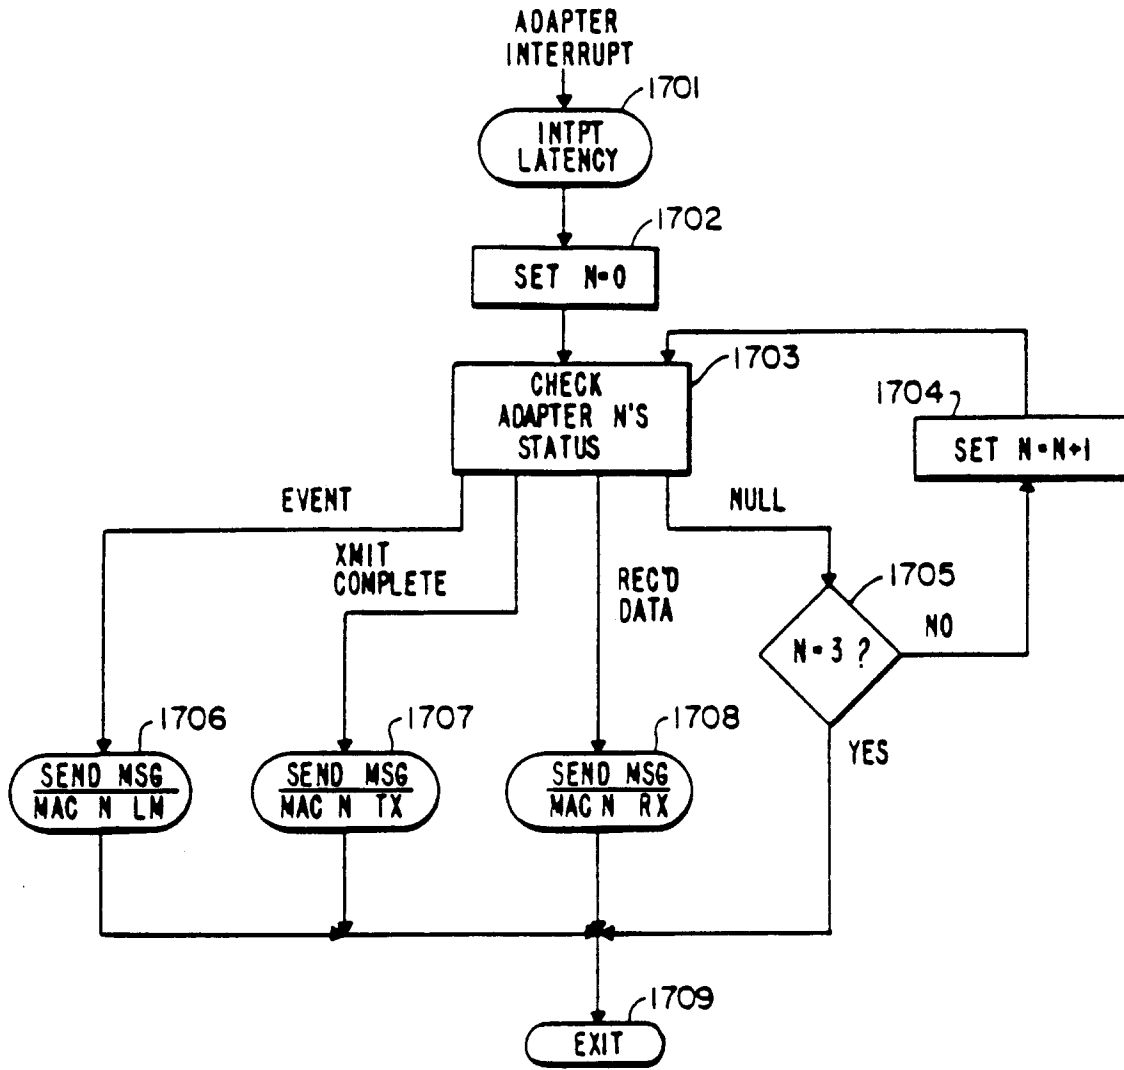 ADAPTER
INTERRUPT
1701
INTPT
LATENCY
1702
SET N=0
1703
CHECK
ADAPTER N'S
STATUS
1704
SET N=N+1
EVENT
XMIT
COMPLETE
REC'D
DATA
NULL
1705
N=3 ?
NO
YES
1706
SEND MSG
MAC N LM
1707
SEND MSG
MAC N TX
1708
SEND MSG
MAC N RX
1709
EXIT